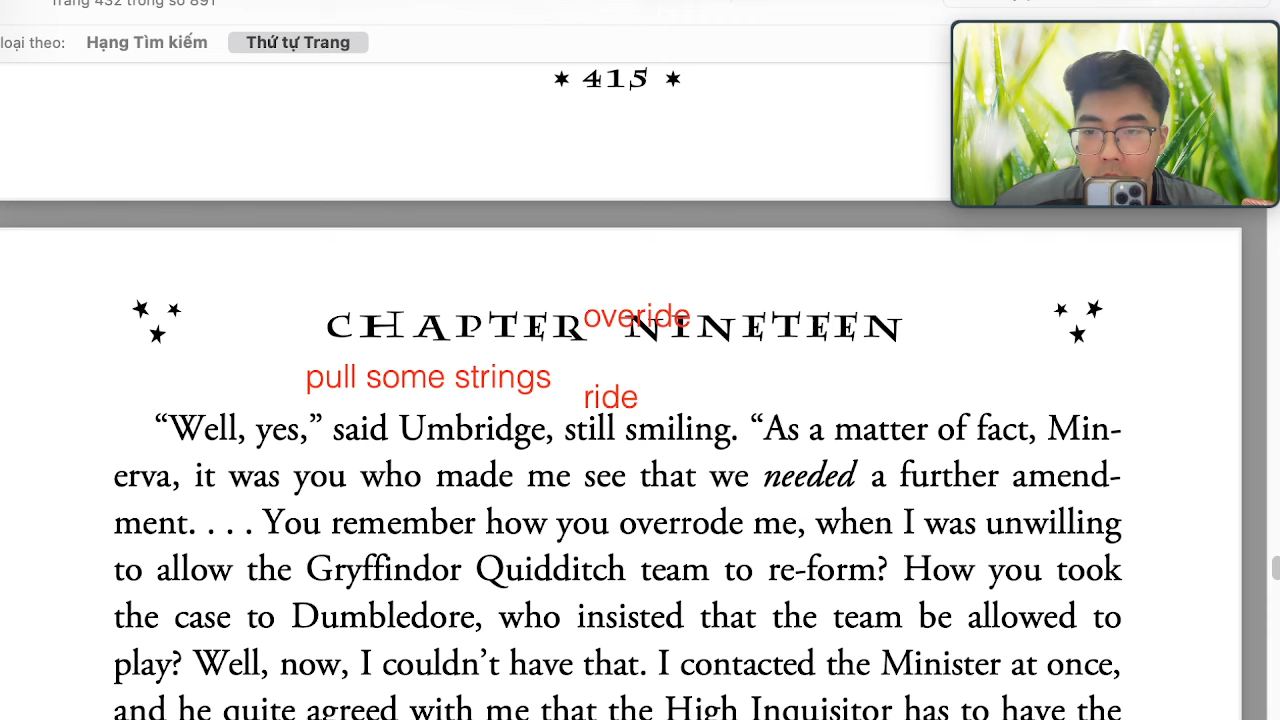 Trang 432 trong số 891
loại theo: Hạng Tìm kiếm Thứ tự Trang
★ 415 ★
CHAPTER NINETEEN
overide
pull some strings
ride
“Well, yes,” said Umbridge, still smiling. “As a matter of fact, Min-
erva, it was you who made me see that we needed a further amend-
ment. . . . You remember how you overrode me, when I was unwilling
to allow the Gryffindor Quidditch team to re-form? How you took
the case to Dumbledore, who insisted that the team be allowed to
play? Well, now, I couldn’t have that. I contacted the Minister at once,
and he quite agreed with me that the High Inquisitor has to have the